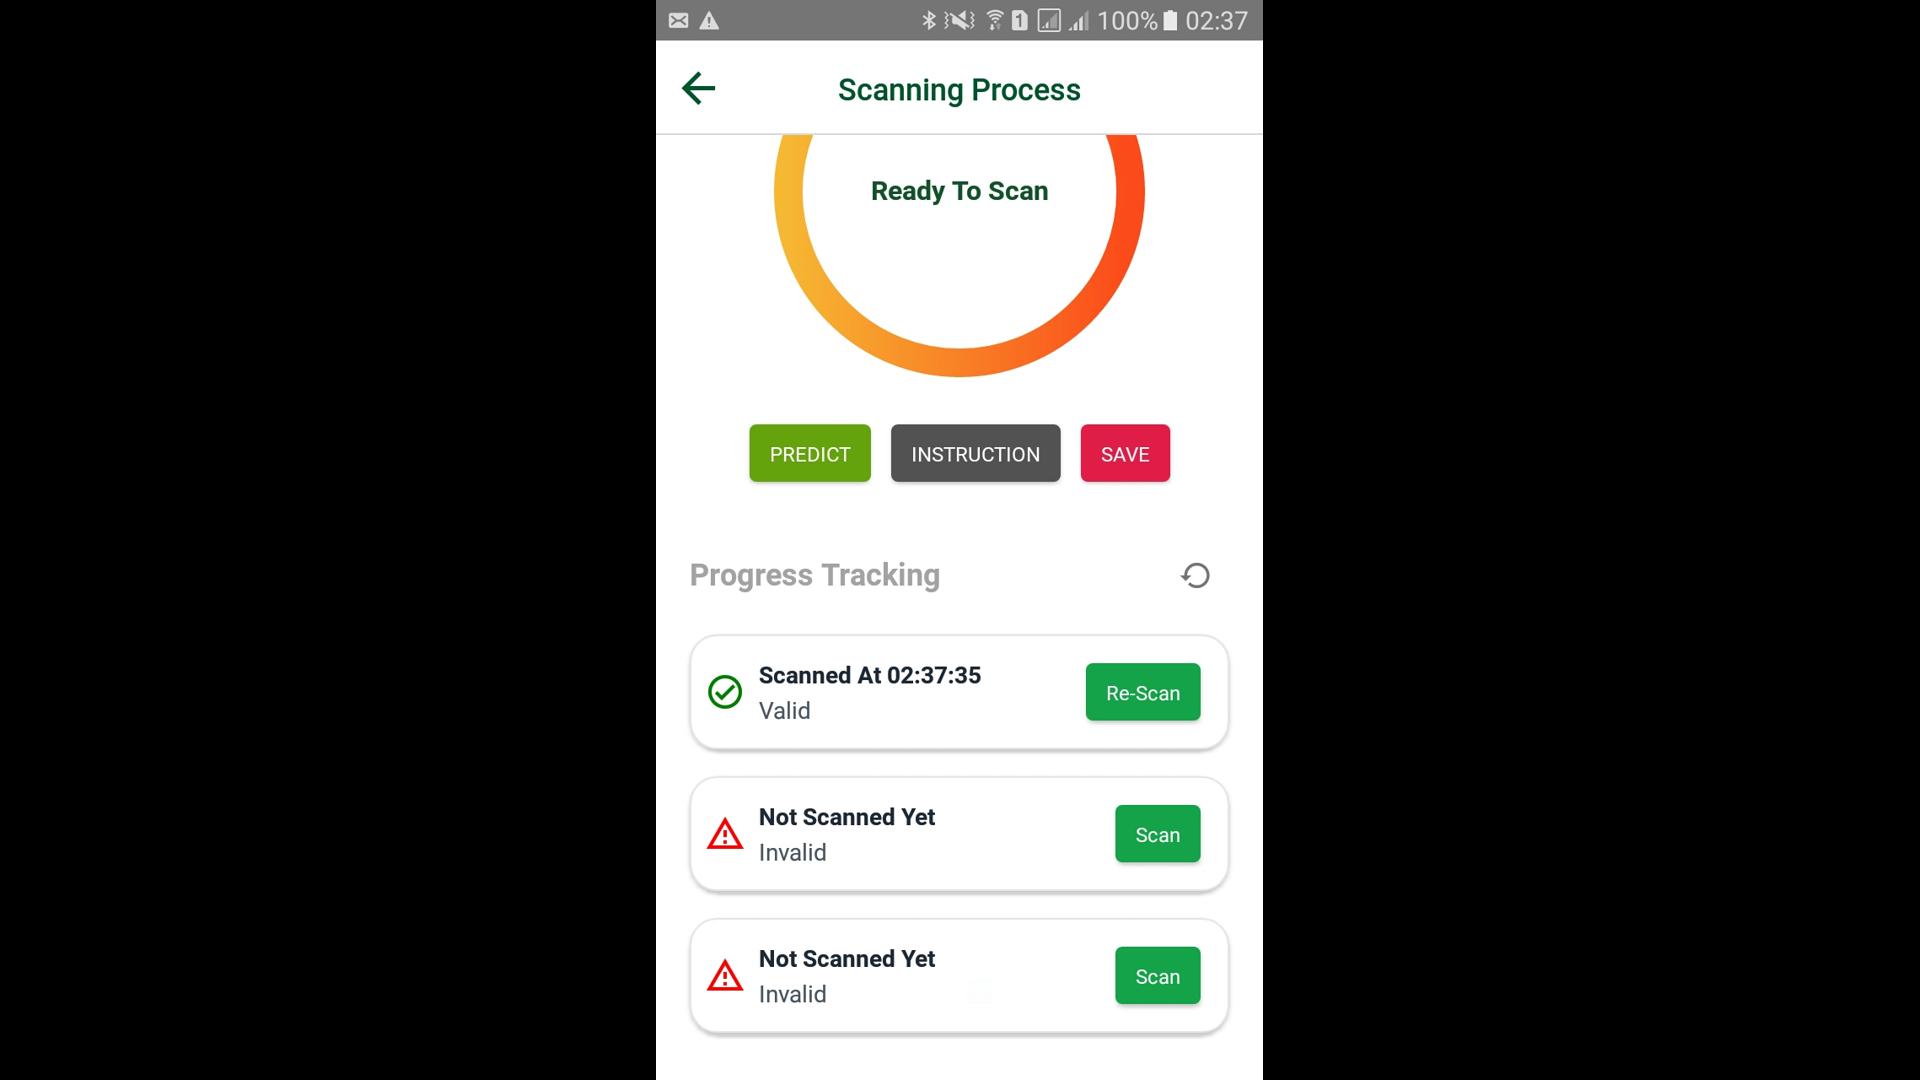 100% 02:37
Scanning Process
Ready To Scan
PREDICT INSTRUCTION SAVE
Progress Tracking
Scanned At 02:37:35
Valid
Re-Scan
Not Scanned Yet
Invalid
Scan
Not Scanned Yet
Invalid
Scan